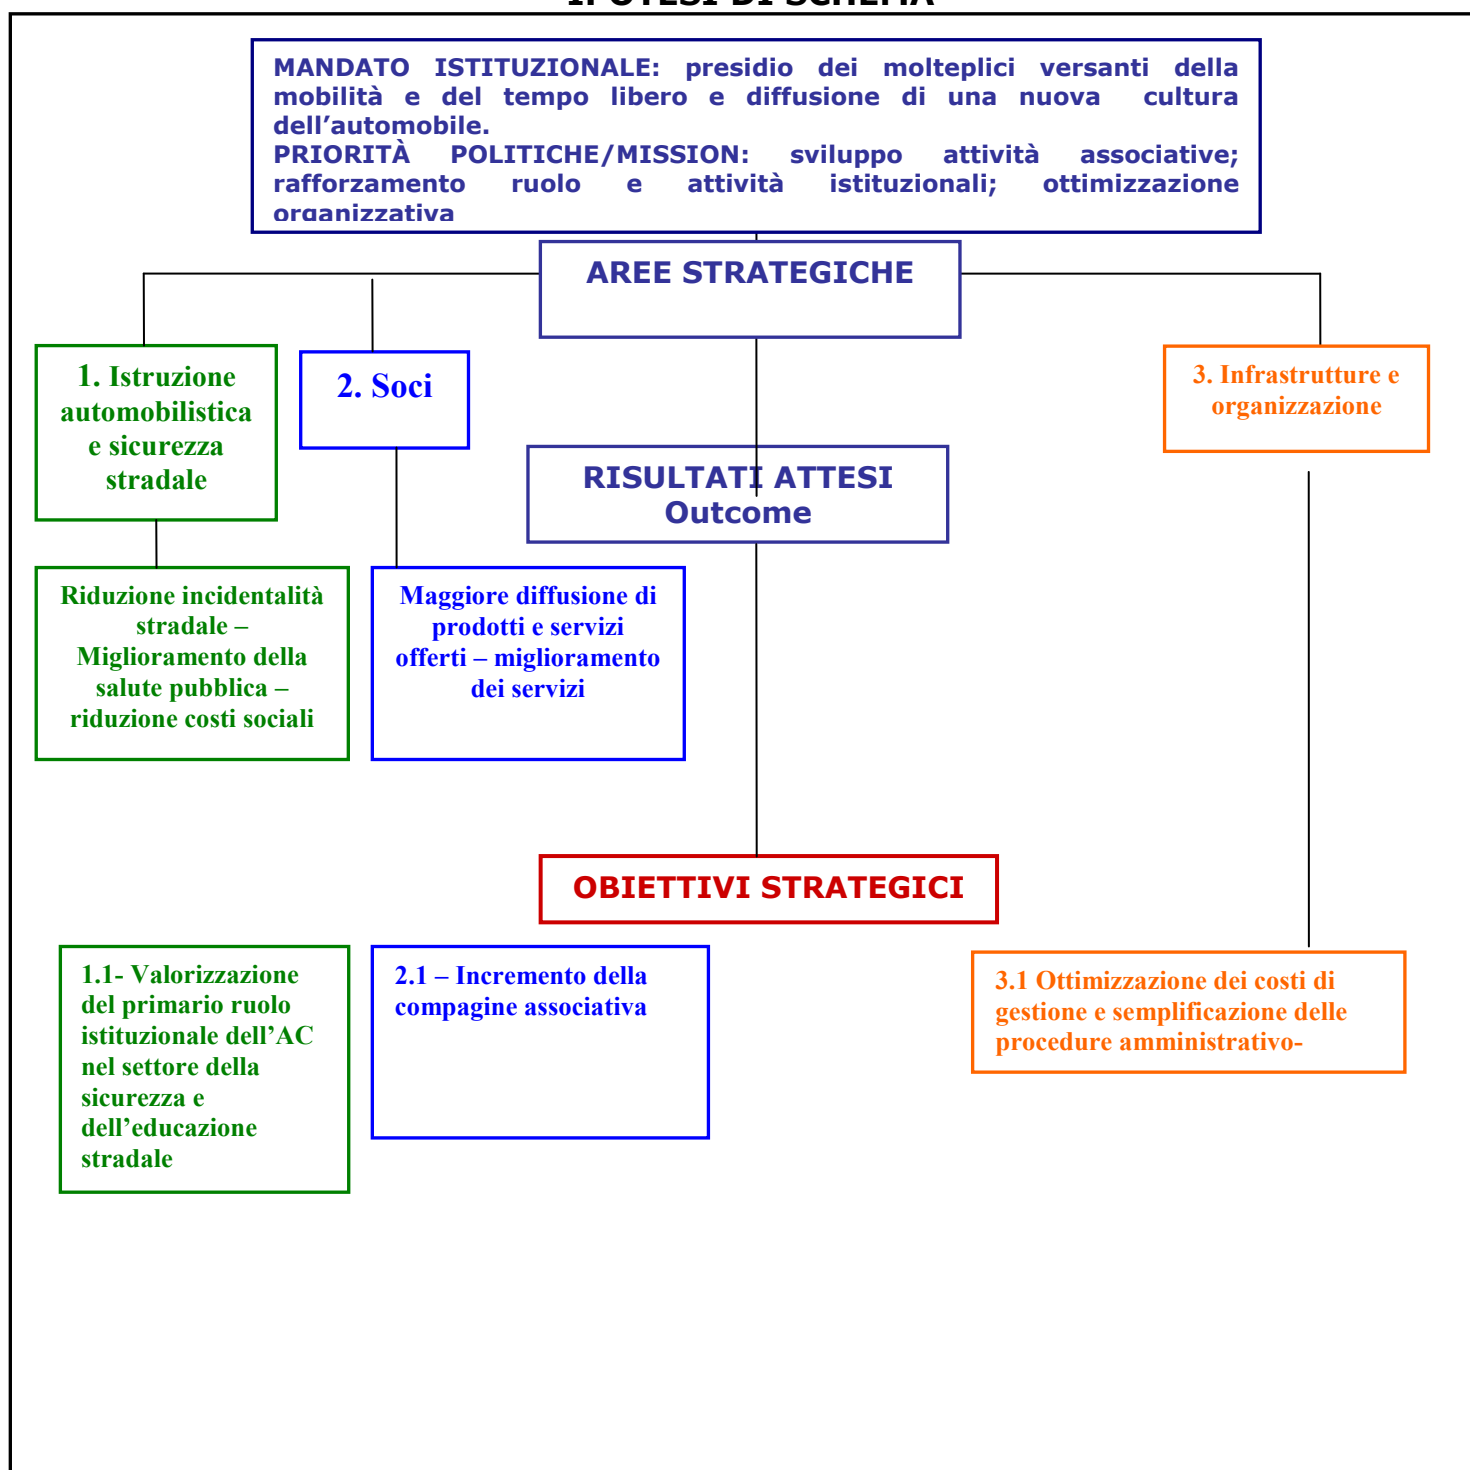 IPOTESI DI SCHEMA
MANDATO ISTITUZIONALE: presidio dei molteplici versanti della
mobilità e del tempo libero e diffusione di una nuova cultura
dell’automobile.
PRIORITÀ POLITICHE/MISSION: sviluppo attività associative;
rafforzamento ruolo e attività istituzionali; ottimizzazione
organizzativa
AREE STRATEGICHE
1. Istruzione
automobilistica
e sicurezza
stradale
2. Soci
3. Infrastrutture e
organizzazione
RISULTATI ATTESI
Outcome
Riduzione incidentalità
stradale –
Miglioramento della
salute pubblica –
riduzione costi sociali
Maggiore diffusione di
prodotti e servizi
offerti – miglioramento
dei servizi
OBIETTIVI STRATEGICI
1.1- Valorizzazione
del primario ruolo
istituzionale dell’AC
nel settore della
sicurezza e
dell’educazione
stradale
2.1 – Incremento della
compagine associativa
3.1 Ottimizzazione dei costi di
gestione e semplificazione delle
procedure amministrativo-